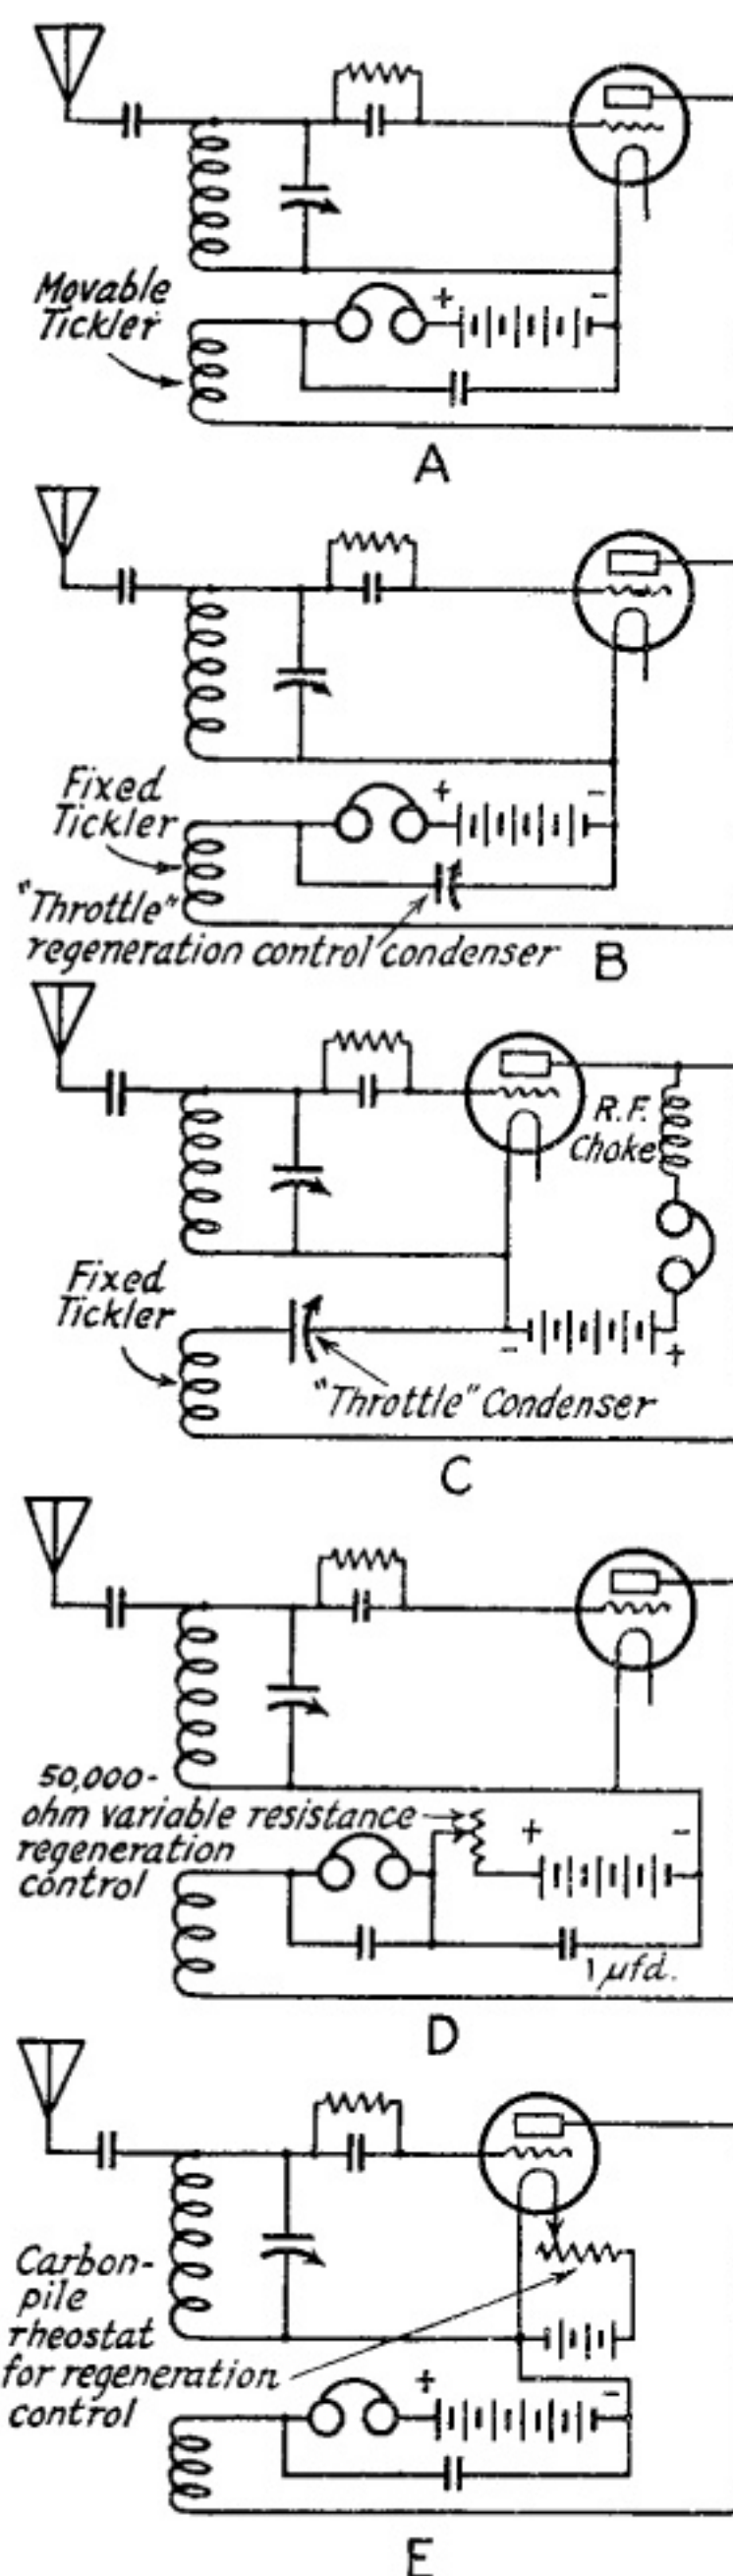 Movable
Tickler
+ -
A
Fixed
Tickler
+ -
"Throttle"
regeneration control condenser
B
R.F.
Choke
Fixed
Tickler
- +
"Throttle" Condenser
C
50,000-
ohm variable resistance
regeneration
control
+ -
1 μfd.
D
Carbon-
pile
rheostat
for regeneration
control
+ -
E